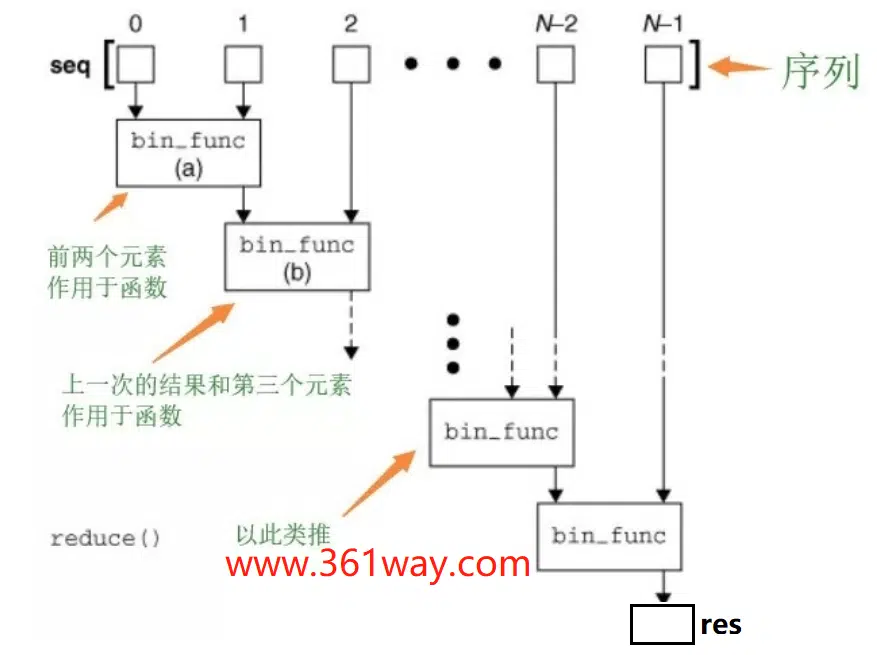 0 1 2 N–2 N–1
seq [ ] 序列
bin_func
(a)
前两个元素
作用于函数
bin_func
(b)
上一次的结果和第三个元素
作用于函数
bin_func
以此类推
bin_func
reduce()
www.361way.com
res